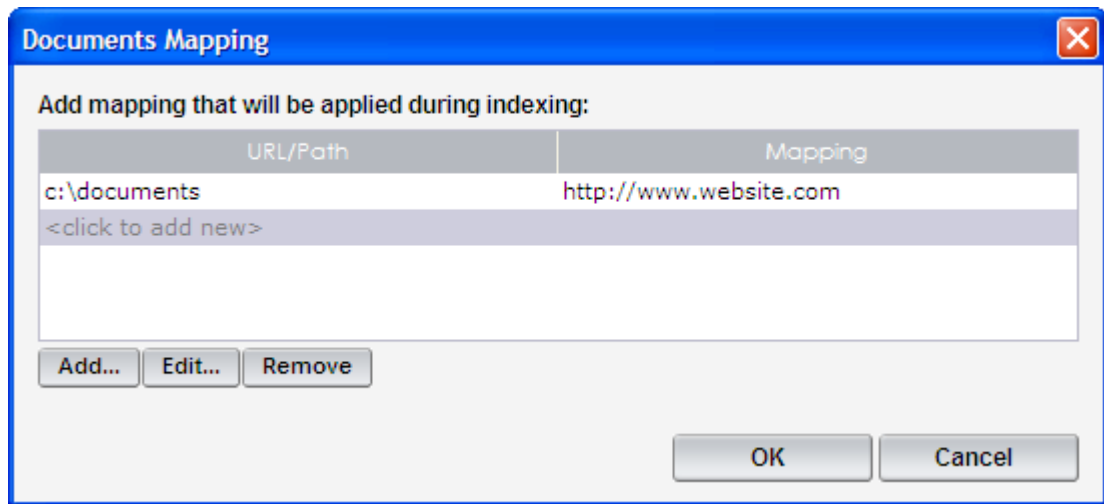 Documents Mapping
Add mapping that will be applied during indexing:
URL/Path Mapping
c:\documents http://www.website.com
<click to add new>
Add... Edit... Remove
OK Cancel